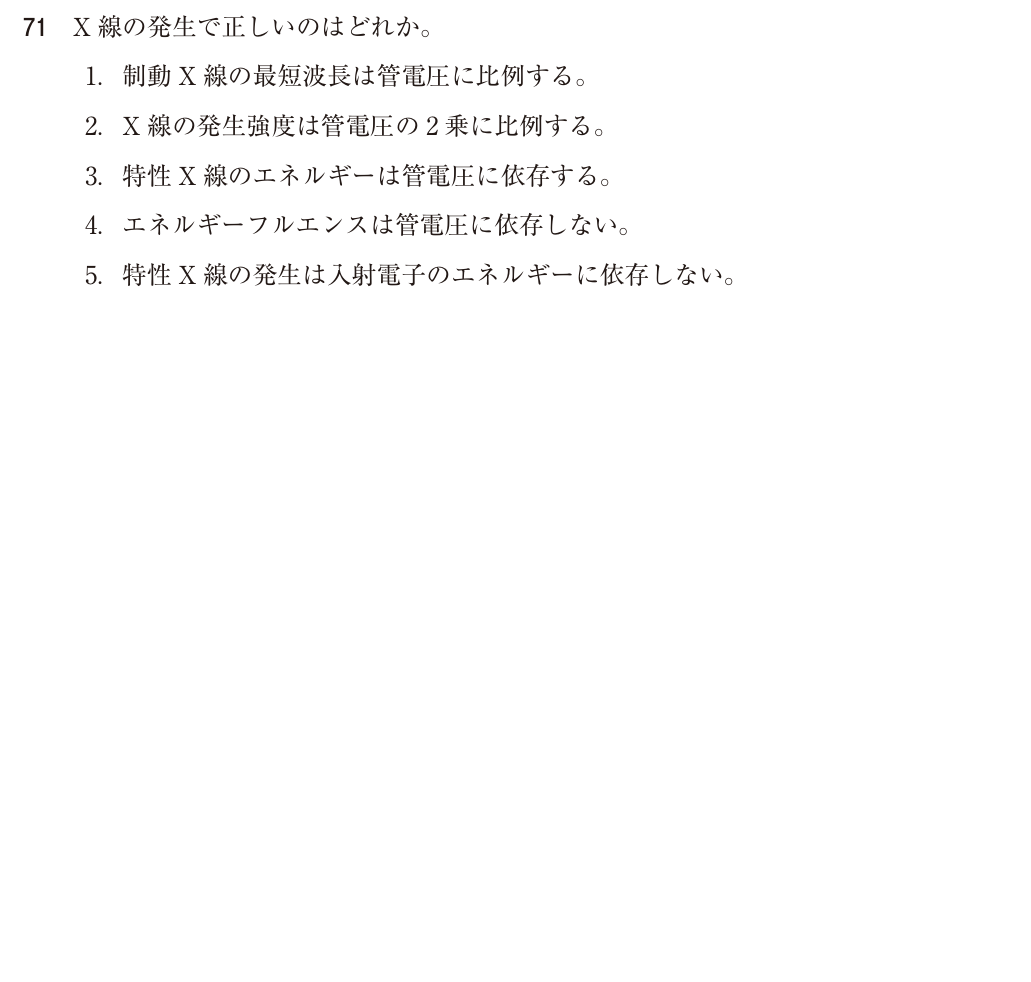 71 X 線の発生で正しいのはどれか。
1. 制動 X 線の最短波長は管電圧に比例する。
2. X 線の発生強度は管電圧の 2 乗に比例する。
3. 特性 X 線のエネルギーは管電圧に依存する。
4. エネルギーフルエンスは管電圧に依存しない。
5. 特性 X 線の発生は入射電子のエネルギーに依存しない。